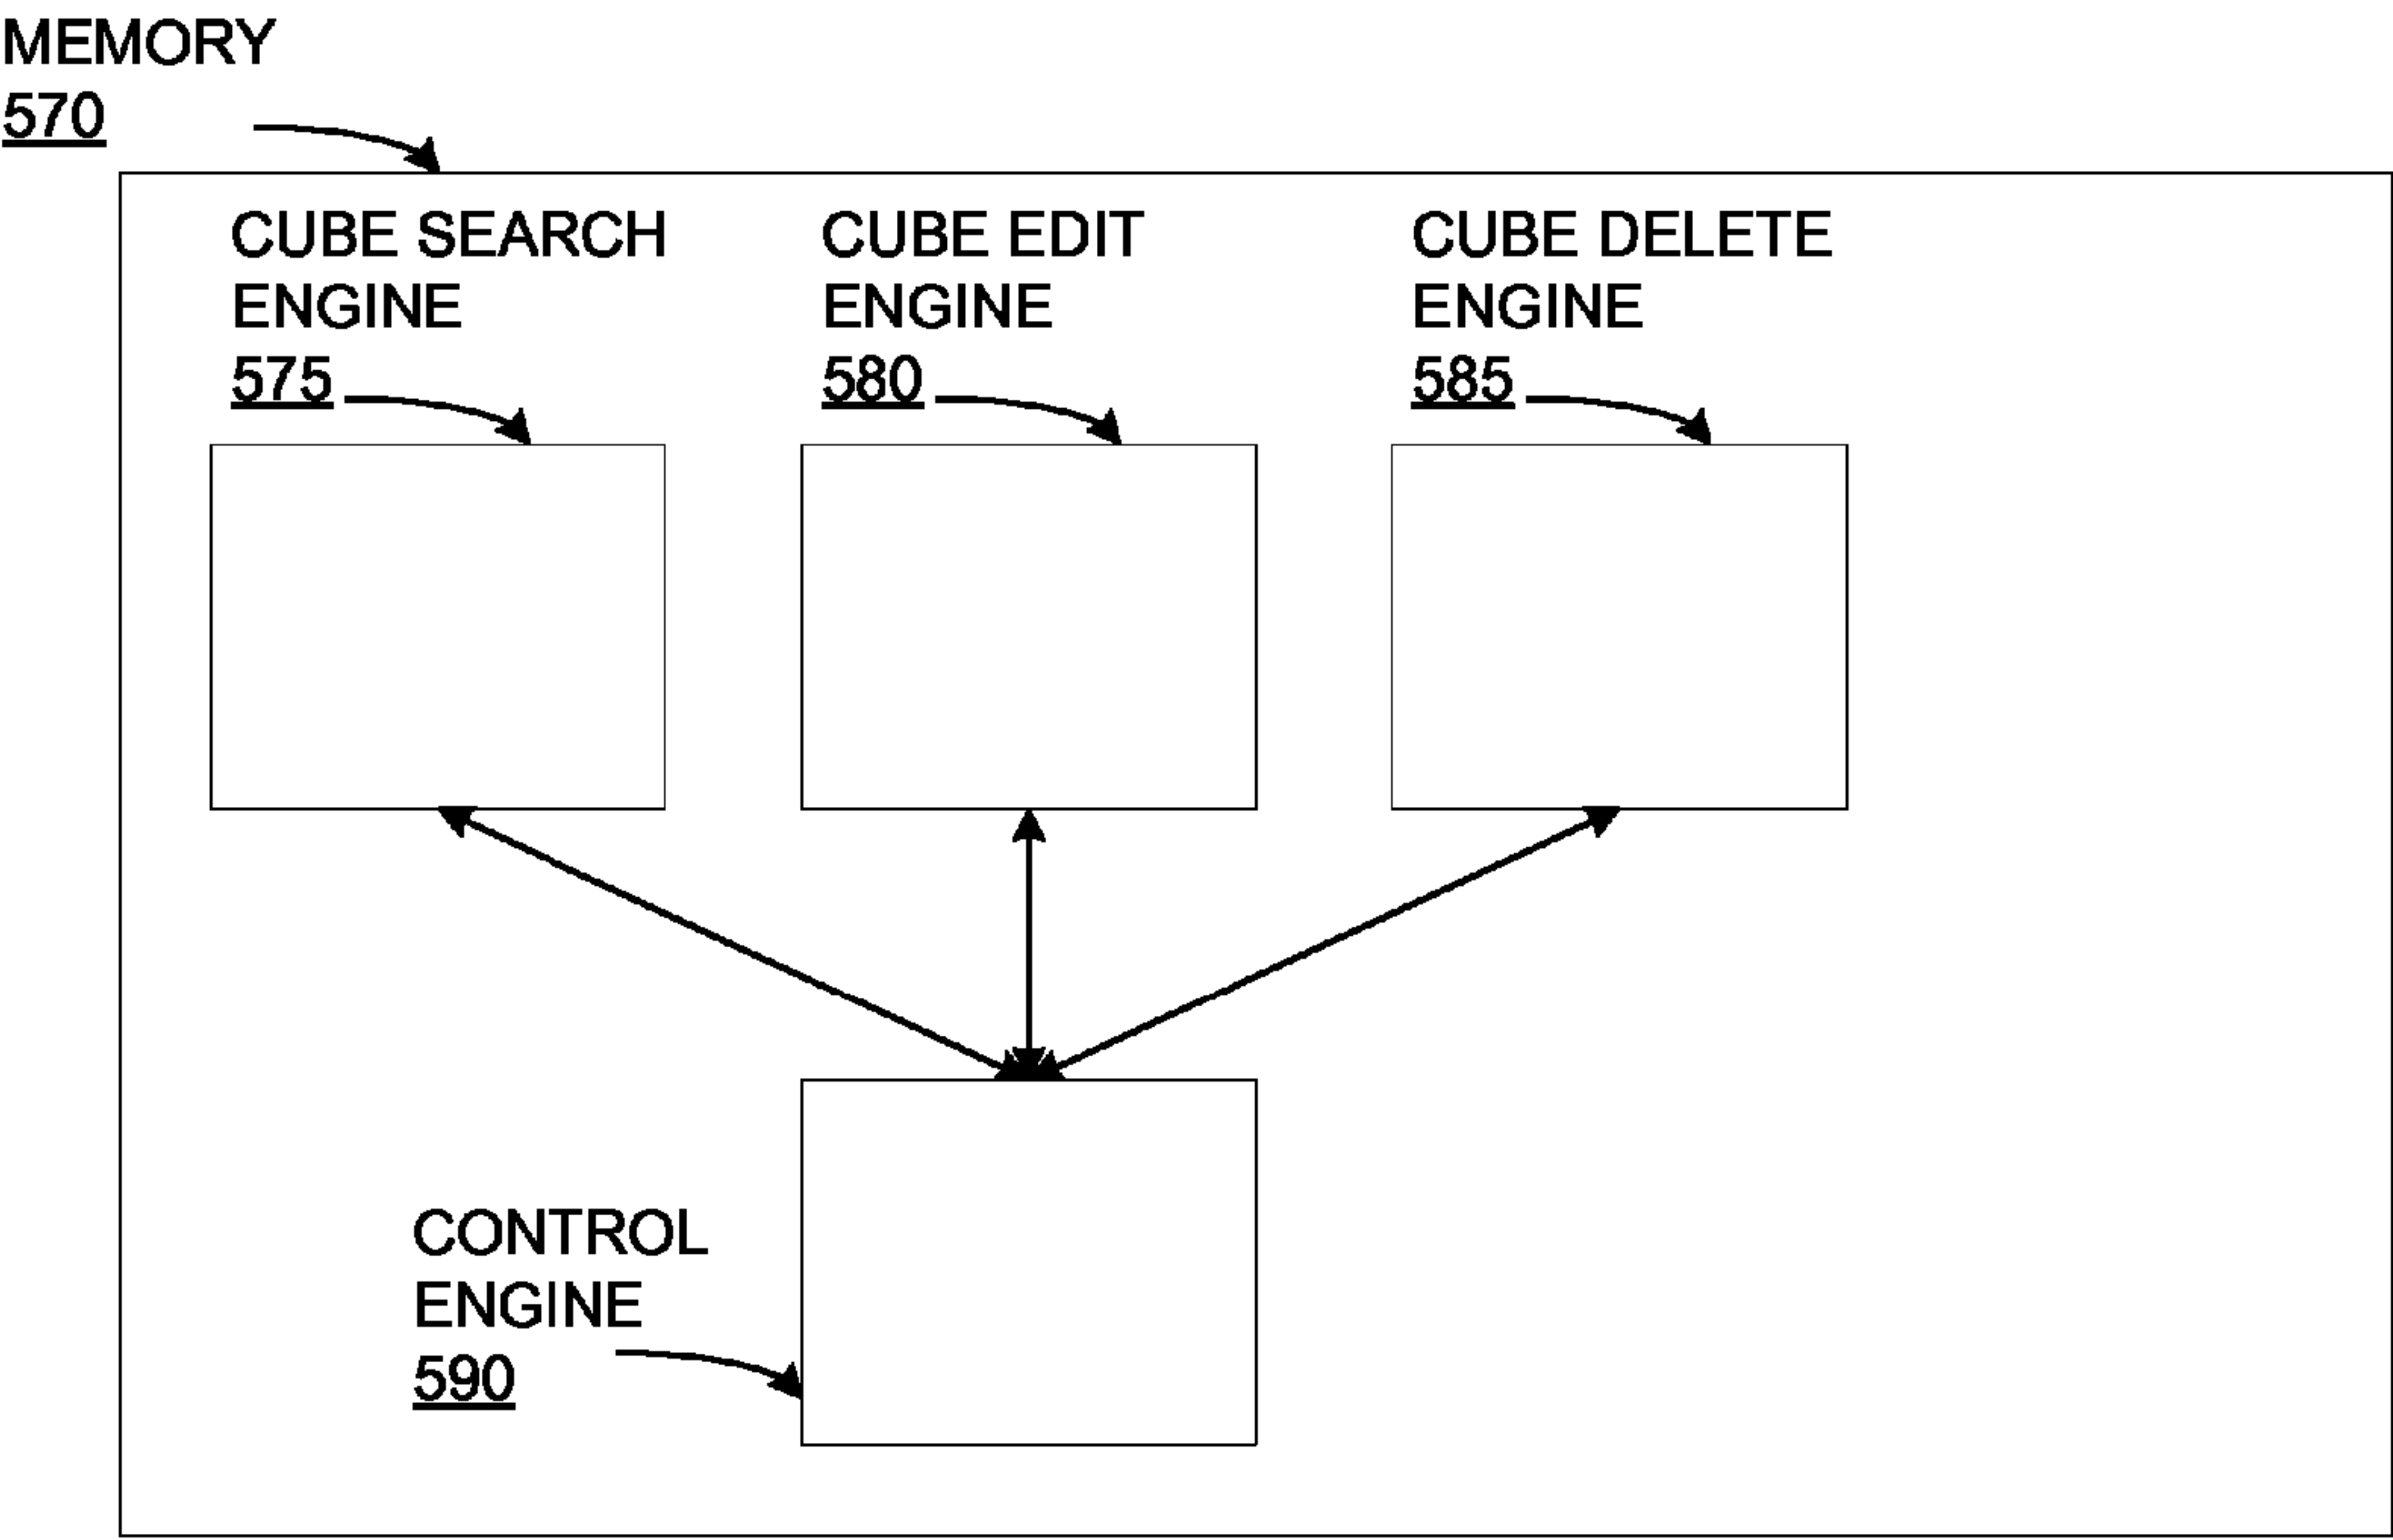 MEMORY
570
CUBE SEARCH
ENGINE
575
CUBE EDIT
ENGINE
580
CUBE DELETE
ENGINE
585
CONTROL
ENGINE
590